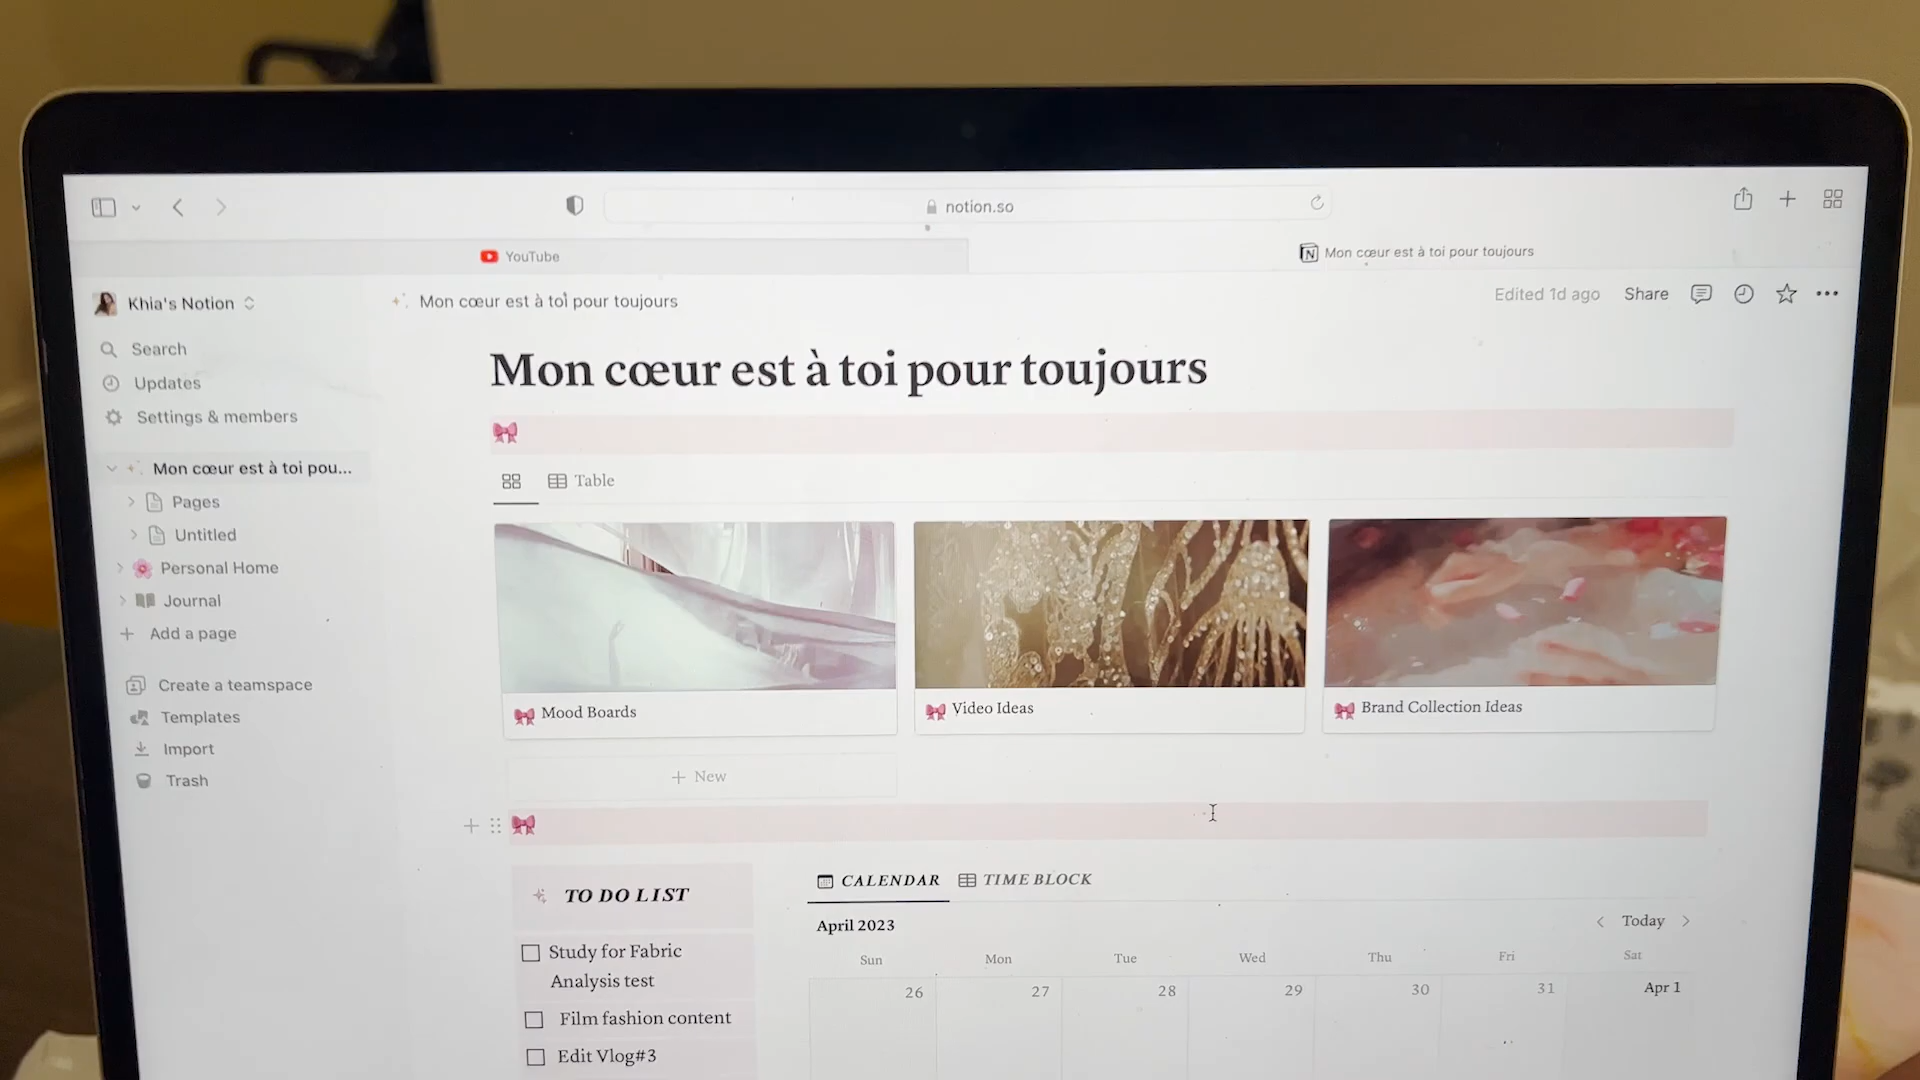 notion.so
YouTube
Mon cœur est à toi pour toujours
Khia's Notion
Mon cœur est à toi pour toujours
Edited 1d ago
Share
Search
Updates
Settings & members
Mon cœur est à toi pou...
Pages
Untitled
Personal Home
Journal
Add a page
Create a teamspace
Templates
Import
Trash
Mon cœur est à toi pour toujours
Table
Mood Boards
Video Ideas
Brand Collection Ideas
+ New
TO DO LIST
Study for Fabric
Analysis test
Film fashion content
Edit Vlog#3
CALENDAR
TIME BLOCK
April 2023
Today
Sun Mon Tue Wed Thu Fri Sat
26 27 28 29 30 31 Apr 1